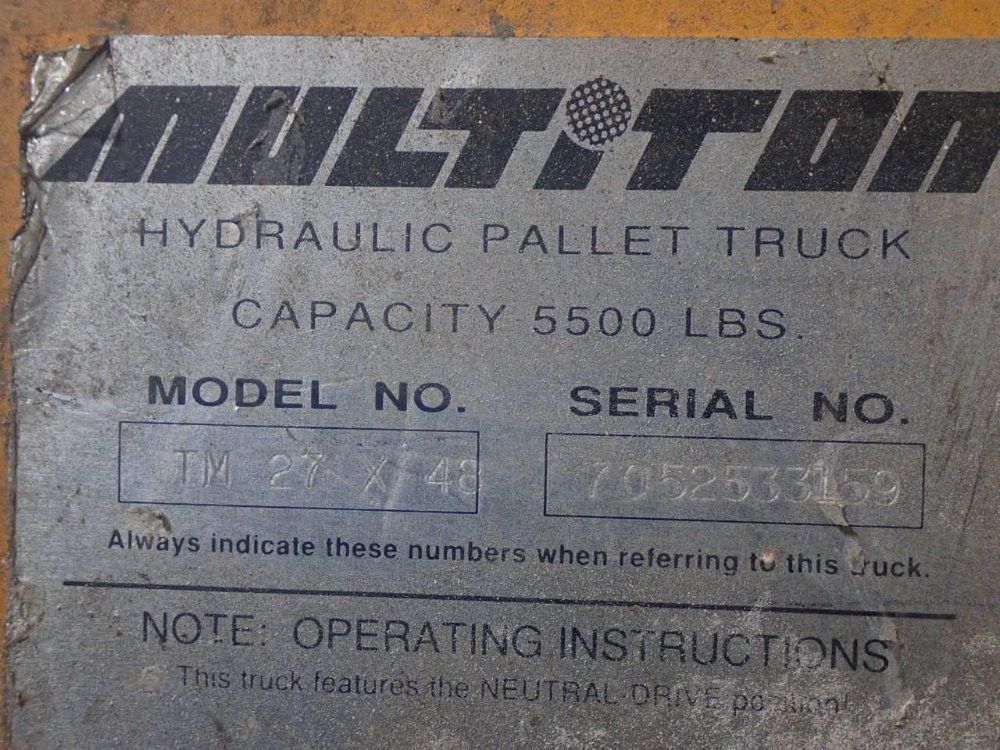 MULTITON
HYDRAULIC PALLET TRUCK
CAPACITY 5500 LBS.
MODEL NO. SERIAL NO.
TM 27 X 48 7052533159
Always indicate these numbers when referring to this truck.
NOTE: OPERATING INSTRUCTIONS
This truck features the NEUTRAL DRIVE position!